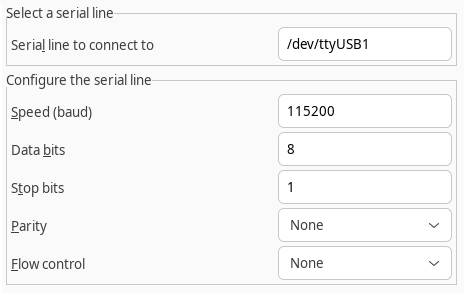 Select a serial line
Serial line to connect to /dev/ttyUSB1
Configure the serial line
Speed (baud) 115200
Data bits 8
Stop bits 1
Parity None
Flow control None